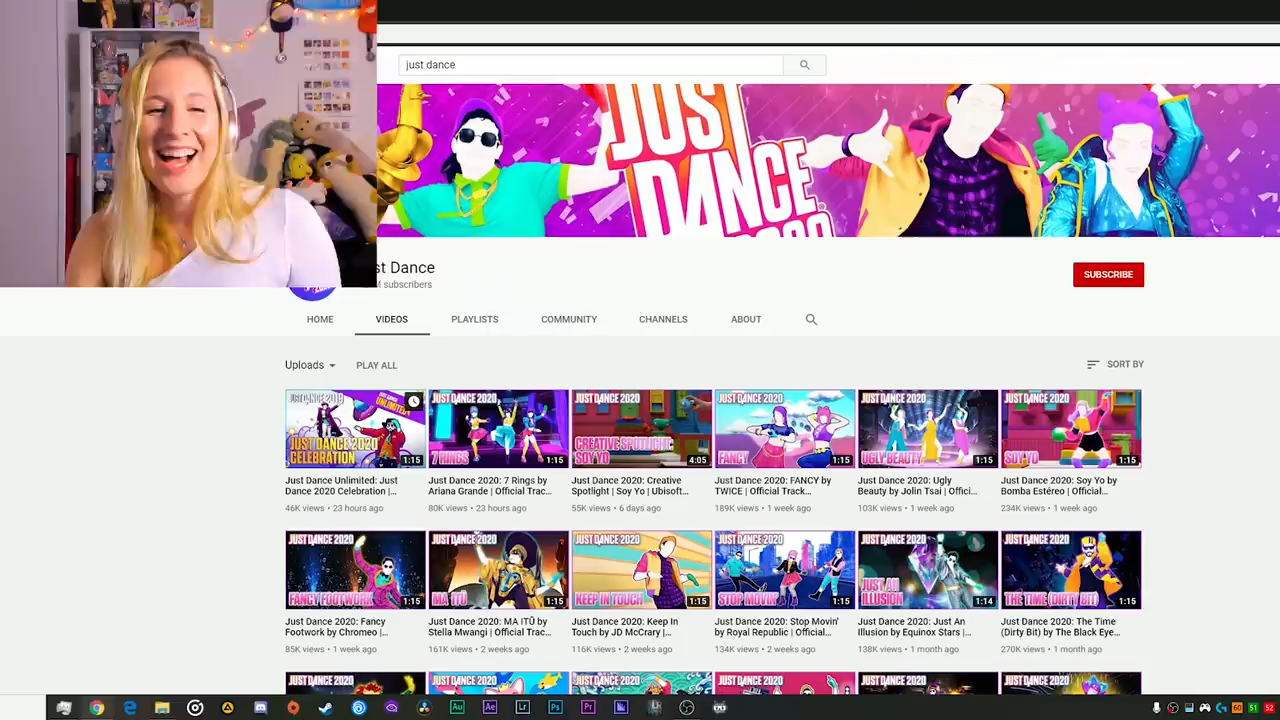 just dance
JUST
DANCE
2020
st Dance
M subscribers
SUBSCRIBE
HOME
VIDEOS
PLAYLISTS
COMMUNITY
CHANNELS
ABOUT
Uploads
PLAY ALL
SORT BY
JUST DANCE 2019
UNLIMITED
JUST DANCE 2020
CELEBRATION
1:15
Just Dance Unlimited: Just
Dance 2020 Celebration |...
46K views • 23 hours ago
JUST DANCE 2020
7 RINGS
1:15
Just Dance 2020: 7 Rings by
Ariana Grande | Official Trac...
80K views • 23 hours ago
JUST DANCE 2020
CREATIVE
SPOTLIGHT:
SOY YO
4:05
Just Dance 2020: Creative
Spotlight | Soy Yo | Ubisoft...
55K views • 6 days ago
JUST DANCE 2020
FANCY
1:15
Just Dance 2020: FANCY by
TWICE | Official Track...
189K views • 1 week ago
JUST DANCE 2020
UGLY BEAUTY
1:15
Just Dance 2020: Ugly
Beauty by Jolin Tsai | Offici...
103K views • 1 week ago
JUST DANCE 2020
SOY YO
1:15
Just Dance 2020: Soy Yo by
Bomba Estéreo | Official...
234K views • 1 week ago
JUST DANCE 2020
FANCY FOOTWORK
1:15
Just Dance 2020: Fancy
Footwork by Chromeo |...
85K views • 1 week ago
JUST DANCE 2020
MA ITŪ
1:15
Just Dance 2020: MA ITŪ by
Stella Mwangi | Official Trac...
161K views • 2 weeks ago
JUST DANCE 2020
KEEP IN TOUCH
1:15
Just Dance 2020: Keep In
Touch by JD McCrary |...
116K views • 2 weeks ago
JUST DANCE 2020
STOP MOVIN'
1:15
Just Dance 2020: Stop Movin'
by Royal Republic | Official...
134K views • 2 weeks ago
JUST DANCE 2020
JUST AN
ILLUSION
1:14
Just Dance 2020: Just An
Illusion by Equinox Stars |...
138K views • 1 month ago
JUST DANCE 2020
THE TIME (DIRTY BIT)
1:15
Just Dance 2020: The Time
(Dirty Bit) by The Black Eye...
270K views • 1 month ago
JUST DANCE 2020
JUST DANCE 2020
JUST DANCE 2020
JUST DANCE 2020
JUST DANCE 2020
JUST DANCE 2020
Au
Ae
Lr
Ps
Pr
60
51
52